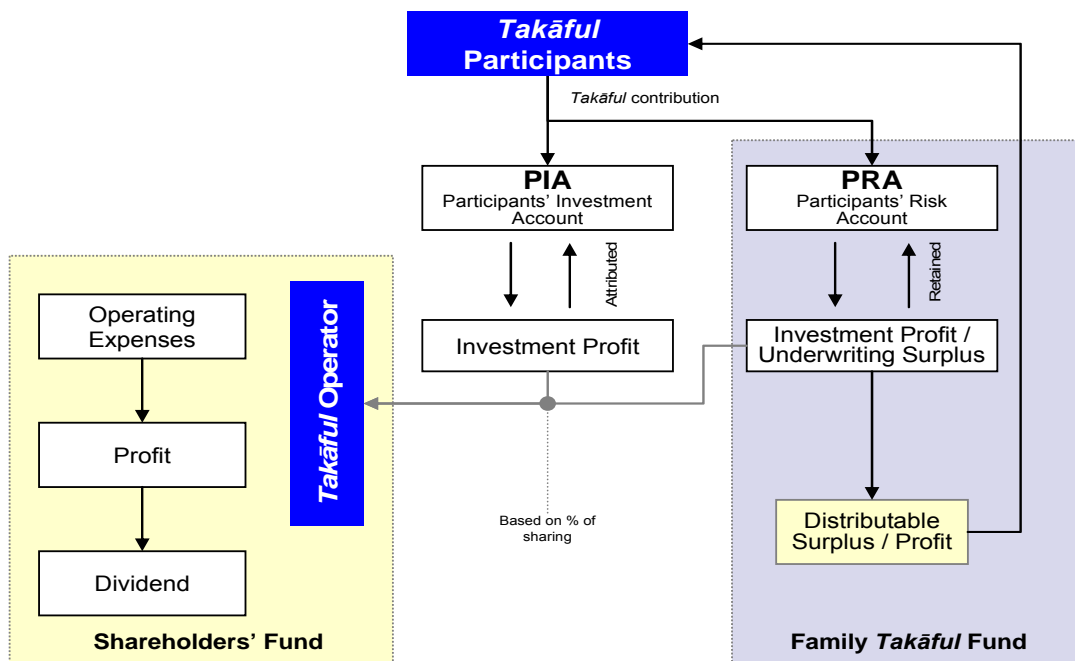 Takāful
Participants
Takāful contribution
PIA
Participants' Investment
Account
PRA
Participants' Risk
Account
Attributed
Retained
Operating
Expenses
Takāful Operator
Investment Profit
Investment Profit /
Underwriting Surplus
Profit
Based on % of
sharing
Distributable
Surplus / Profit
Dividend
Shareholders' Fund
Family Takāful Fund